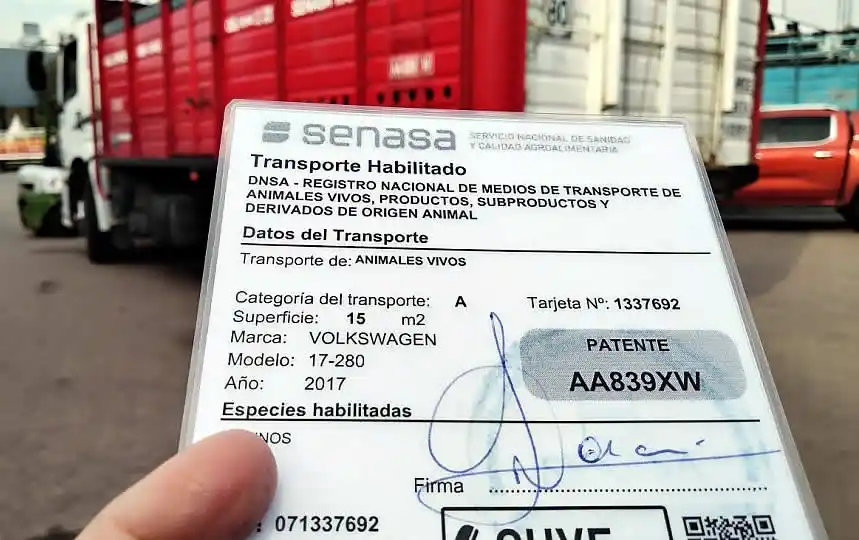 senasa SERVICIO NACIONAL DE SANIDAD
Y CALIDAD AGROALIMENTARIA
Transporte Habilitado
DNSA - REGISTRO NACIONAL DE MEDIOS DE TRANSPORTE DE
ANIMALES VIVOS, PRODUCTOS, SUBPRODUCTOS Y
DERIVADOS DE ORIGEN ANIMAL
Datos del Transporte
Transporte de: ANIMALES VIVOS
Categoría del transporte: A
Tarjeta Nº: 1337692
Superficie: 15 m2
Marca: VOLKSWAGEN
Modelo: 17-280
Año: 2017
PATENTE
AA839XW
Especies habilitadas
Firma
071337692